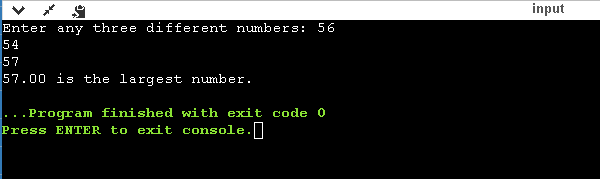 input
Enter any three different numbers: 56
54
57
57.00 is the largest number.
...Program finished with exit code 0
Press ENTER to exit console.